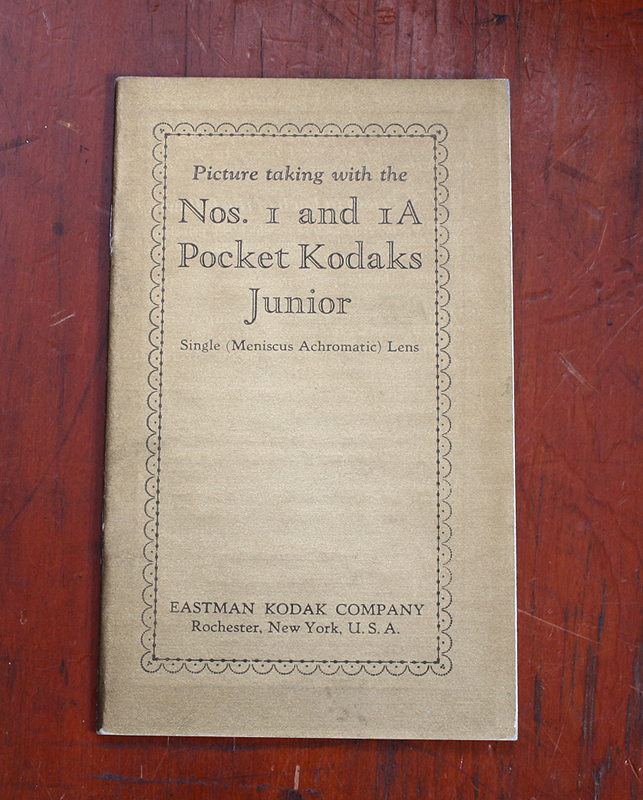 Picture taking with the
Nos. 1 and 1A
Pocket Kodaks
Junior
Single (Meniscus Achromatic) Lens
EASTMAN KODAK COMPANY
Rochester, New York, U. S. A.